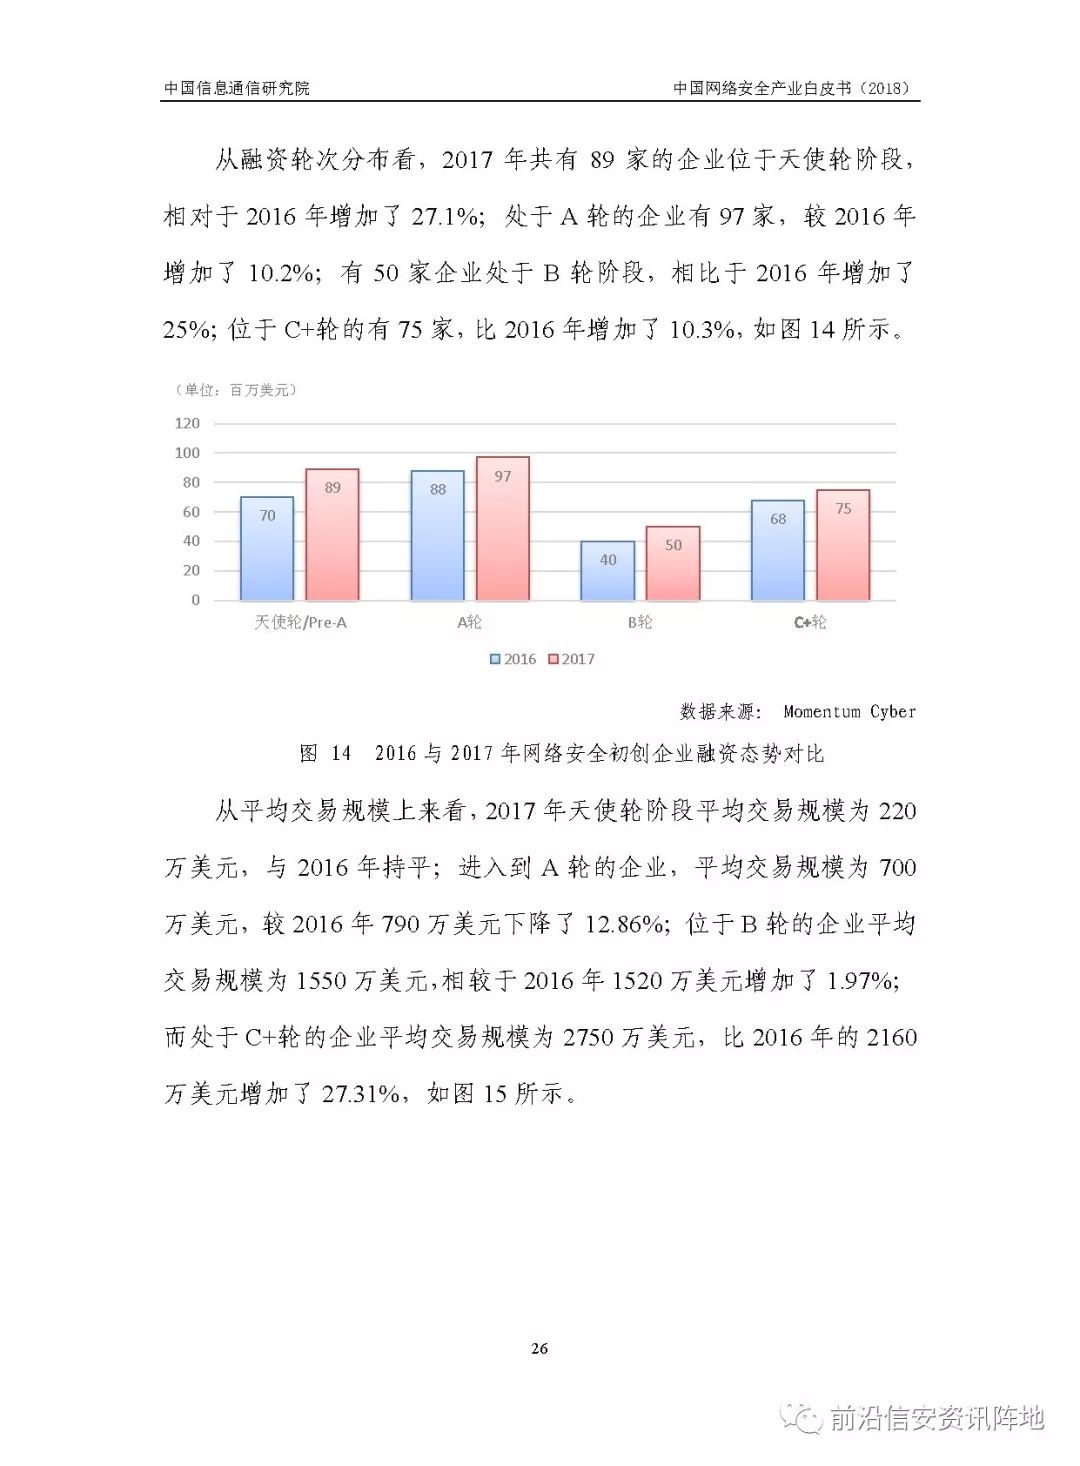 中国信息通信研究院 中国网络安全产业白皮书（2018）
从融资轮次分布看，2017 年共有 89 家的企业位于天使轮阶段，
相对于 2016 年增加了 27.1%；处于 A 轮的企业有 97 家，较 2016 年
增加了 10.2%；有 50 家企业处于 B 轮阶段，相比于 2016 年增加了
25%；位于 C+轮的有 75 家，比 2016 年增加了 10.3%，如图 14 所示。
（单位：百万美元）
120
100
80
60
40
20
0
70 89 88 97 40 50 68 75
天使轮/Pre-A A轮 B轮 C+轮
2016 2017
数据来源： Momentum Cyber
图 14 2016 与 2017 年网络安全初创企业融资态势对比
从平均交易规模上来看，2017 年天使轮阶段平均交易规模为 220
万美元，与 2016 年持平；进入到 A 轮的企业，平均交易规模为 700
万美元，较 2016 年 790 万美元下降了 12.86%；位于 B 轮的企业平均
交易规模为 1550 万美元，相较于 2016 年 1520 万美元增加了 1.97%；
而处于 C+轮的企业平均交易规模为 2750 万美元，比 2016 年的 2160
万美元增加了 27.31%，如图 15 所示。
26
前沿信安资讯阵地